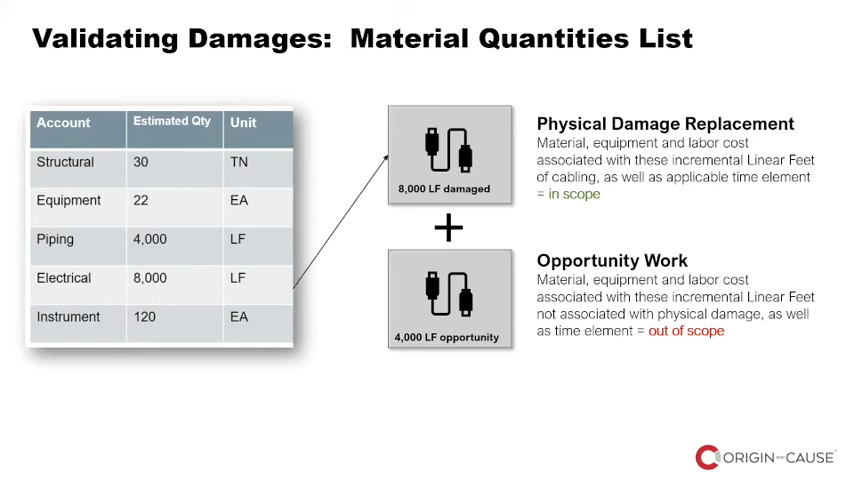 Validating Damages: Material Quantities List
Account Estimated Qty Unit
Structural 30 TN
Equipment 22 EA
Piping 4,000 LF
Electrical 8,000 LF
Instrument 120 EA
8,000 LF damaged
+
4,000 LF opportunity
Physical Damage Replacement
Material, equipment and labor cost
associated with these incremental Linear Feet
of cabling, as well as applicable time element
= in scope
Opportunity Work
Material, equipment and labor cost
associated with these incremental Linear Feet
not associated with physical damage, as well
as time element = out of scope
ORIGIN AND CAUSE